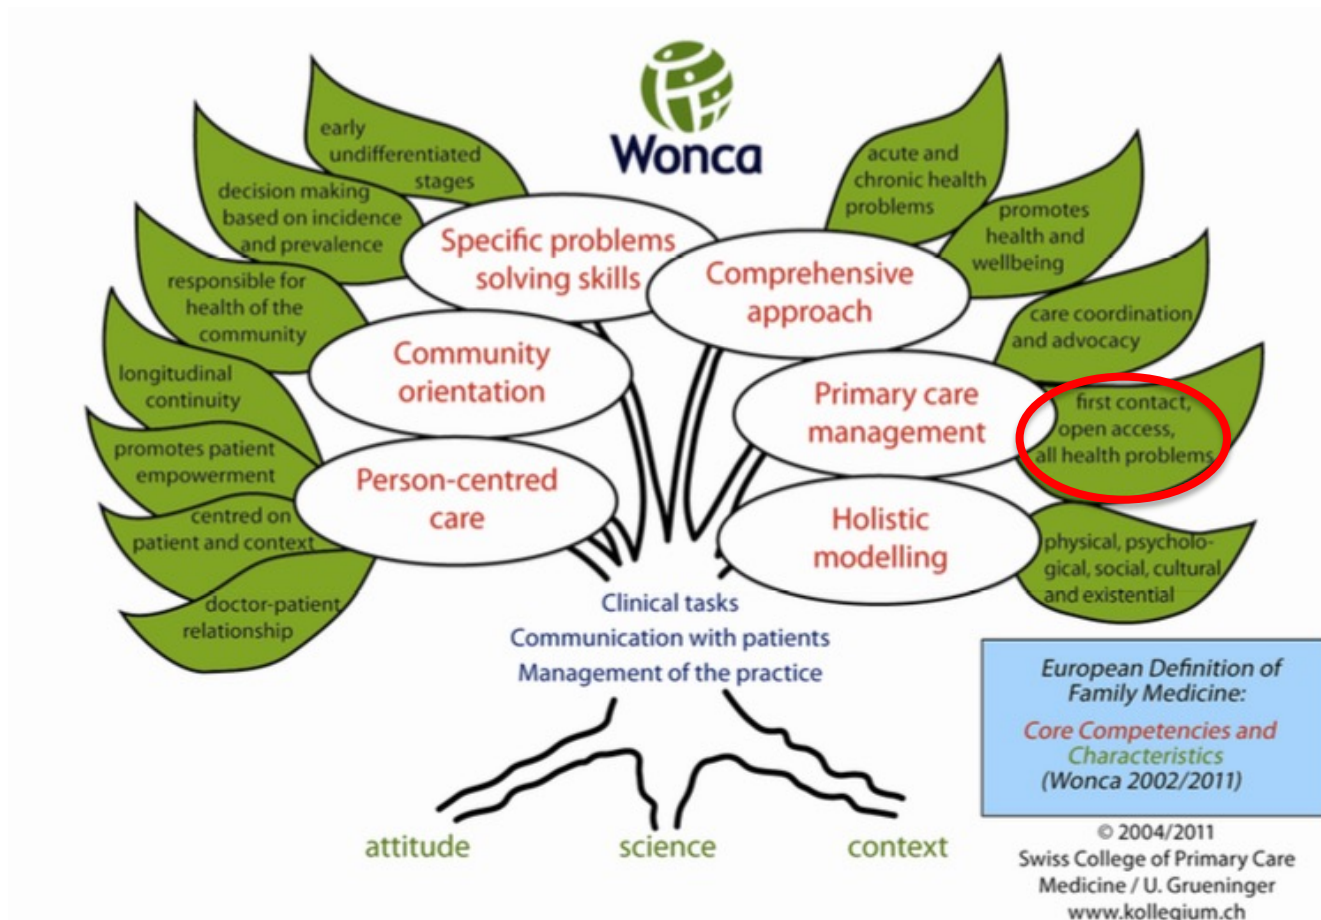 Wonca
early
undifferentiated
stages
decision making
based on incidence
and prevalence
responsible for
health of the
community
longitudinal
continuity
promotes patient
empowerment
centred on
patient and context
doctor-patient
relationship
Specific problems
solving skills
Community
orientation
Person-centred
care
Comprehensive
approach
Primary care
management
Holistic
modelling
acute and
chronic health
problems
promotes
health and
wellbeing
care coordination
and advocacy
first contact,
open access,
all health problems
physical, psycholo-
gical, social, cultural
and existential
Clinical tasks
Communication with patients
Management of the practice
attitude
science
context
European Definition of
Family Medicine:
Core Competencies and
Characteristics
(Wonca 2002/2011)
© 2004/2011
Swiss College of Primary Care
Medicine / U. Grueninger
www.kollegium.ch